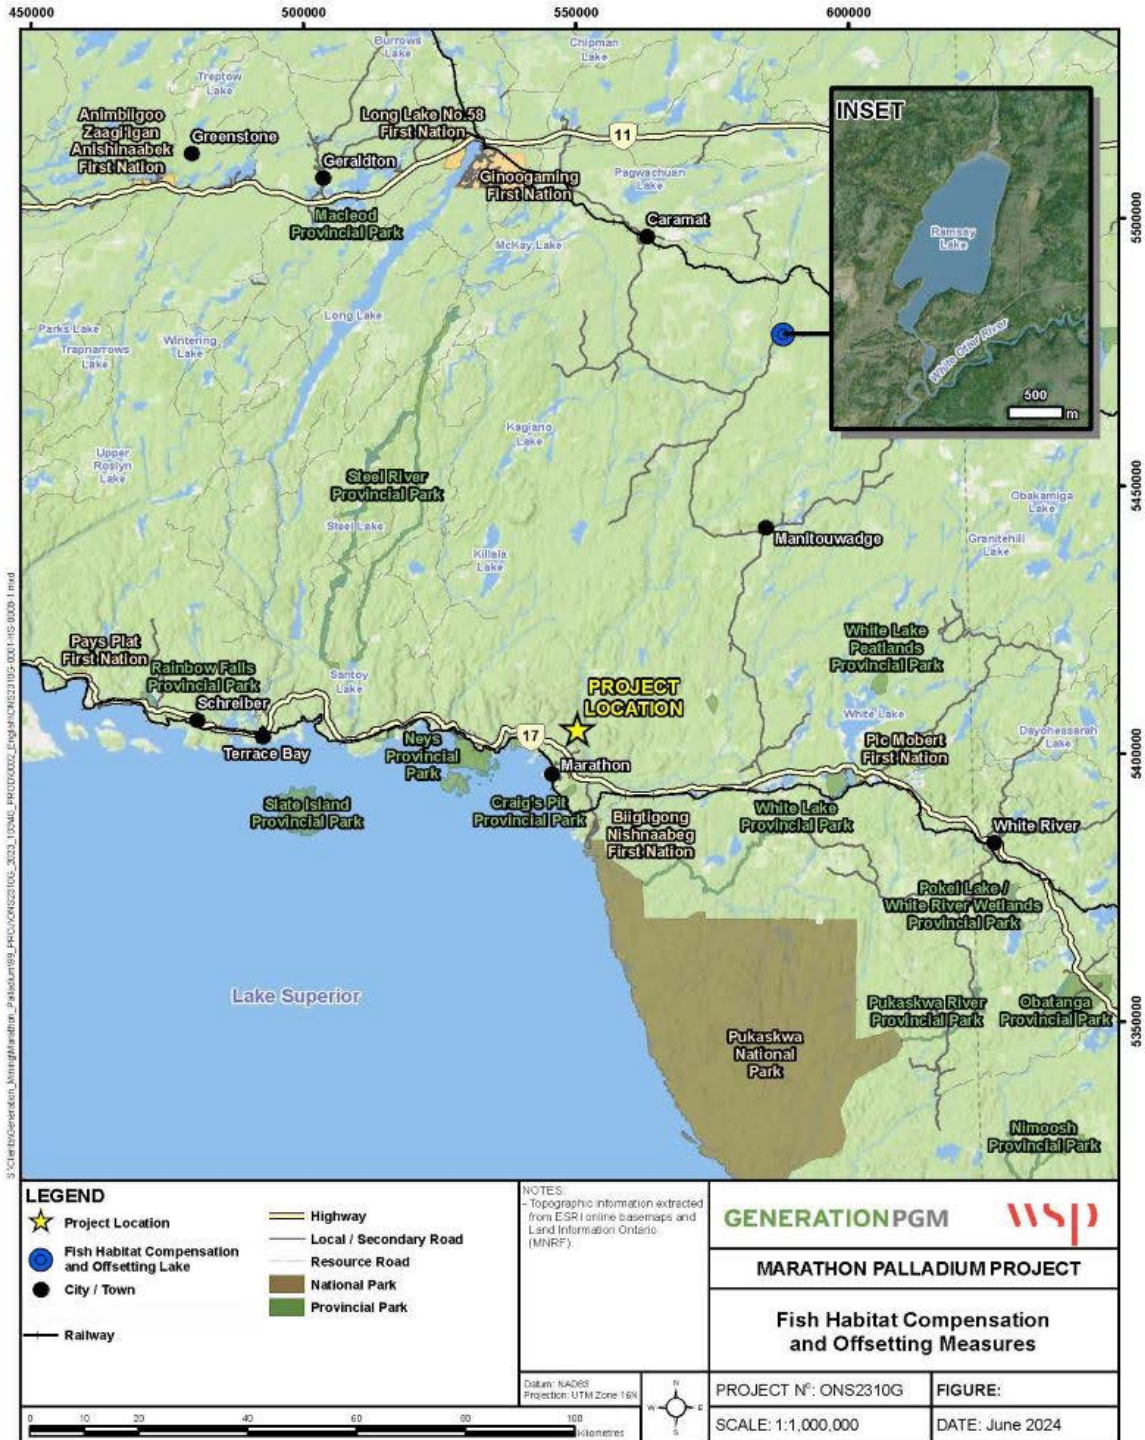 450000
500000
550000
600000
Burrows
Lake
Chipman
Lake
Treptow
Lake
Animbiigoo
Zaagi'igan
Anishinaabek
First Nation
Greenstone
Long Lake No.58
First Nation
11
INSET
Geraldton
Ginoogaming
First Nation
Pagwachuan
Lake
Macleod
Provincial Park
Caramat
McKay Lake
Ramsay
Lake
White Otter River
500
m
5500000
Long Lake
Parks Lake
Trapnarrows
Lake
Wintering
Lake
Kagiano
Lake
Upper
Roslyn
Lake
Steel River
Provincial Park
Steel Lake
5450000
Obakamiga
Lake
Granitehill
Lake
Manitouwadge
Killala
Lake
Pays Plat
First Nation
Rainbow Falls
Provincial Park
Schreiber
Santoy
Lake
White Lake
Peatlands
Provincial Park
PROJECT
LOCATION
White Lake
Terrace Bay
Neys
Provincial
Park
17
Marathon
Pic Mobert
First Nation
Dayohessarah
Lake
5400000
Slate Island
Provincial Park
Craig's Pit
Provincial Park
Biigtigong
Nishnaabeg
First Nation
White Lake
Provincial Park
White River
Pokei Lake /
White River Wetlands
Provincial Park
Lake Superior
Pukaskwa
National
Park
Pukaskwa River
Provincial Park
Obatanga
Provincial Park
5350000
Nimoosh
Provincial Park
LEGEND
Project Location
Fish Habitat Compensation
and Offsetting Lake
City / Town
Railway
Highway
Local / Secondary Road
Resource Road
National Park
Provincial Park
NOTES:
- Topographic information extracted
from ESRI online basemaps and
Land Information Ontario
(MNRF).
Datum: NAD83
Projection: UTM Zone 16N
N
W
E
S
0
10
20
40
60
80
100
Kilometres
GENERATIONPGM
wsp
MARATHON PALLADIUM PROJECT
Fish Habitat Compensation
and Offsetting Measures
PROJECT Nº: ONS2310G
FIGURE:
SCALE: 1:1,000,000
DATE: June 2024